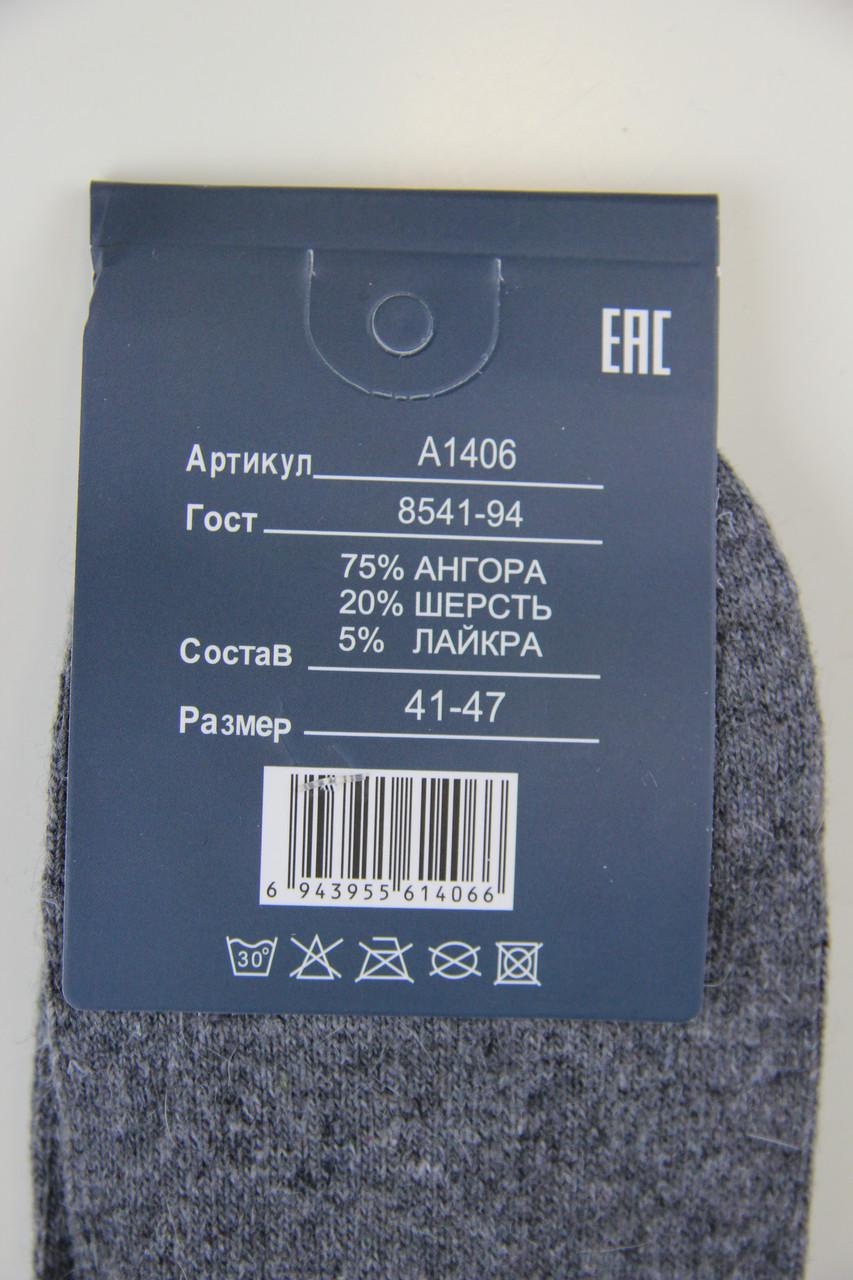 EAC
Артикул A1406
Гост 8541-94
75% АНГОРА
20% ШЕРСТЬ
5% ЛАЙКРА
Состав
Размер 41-47
6 943955 614066
30°